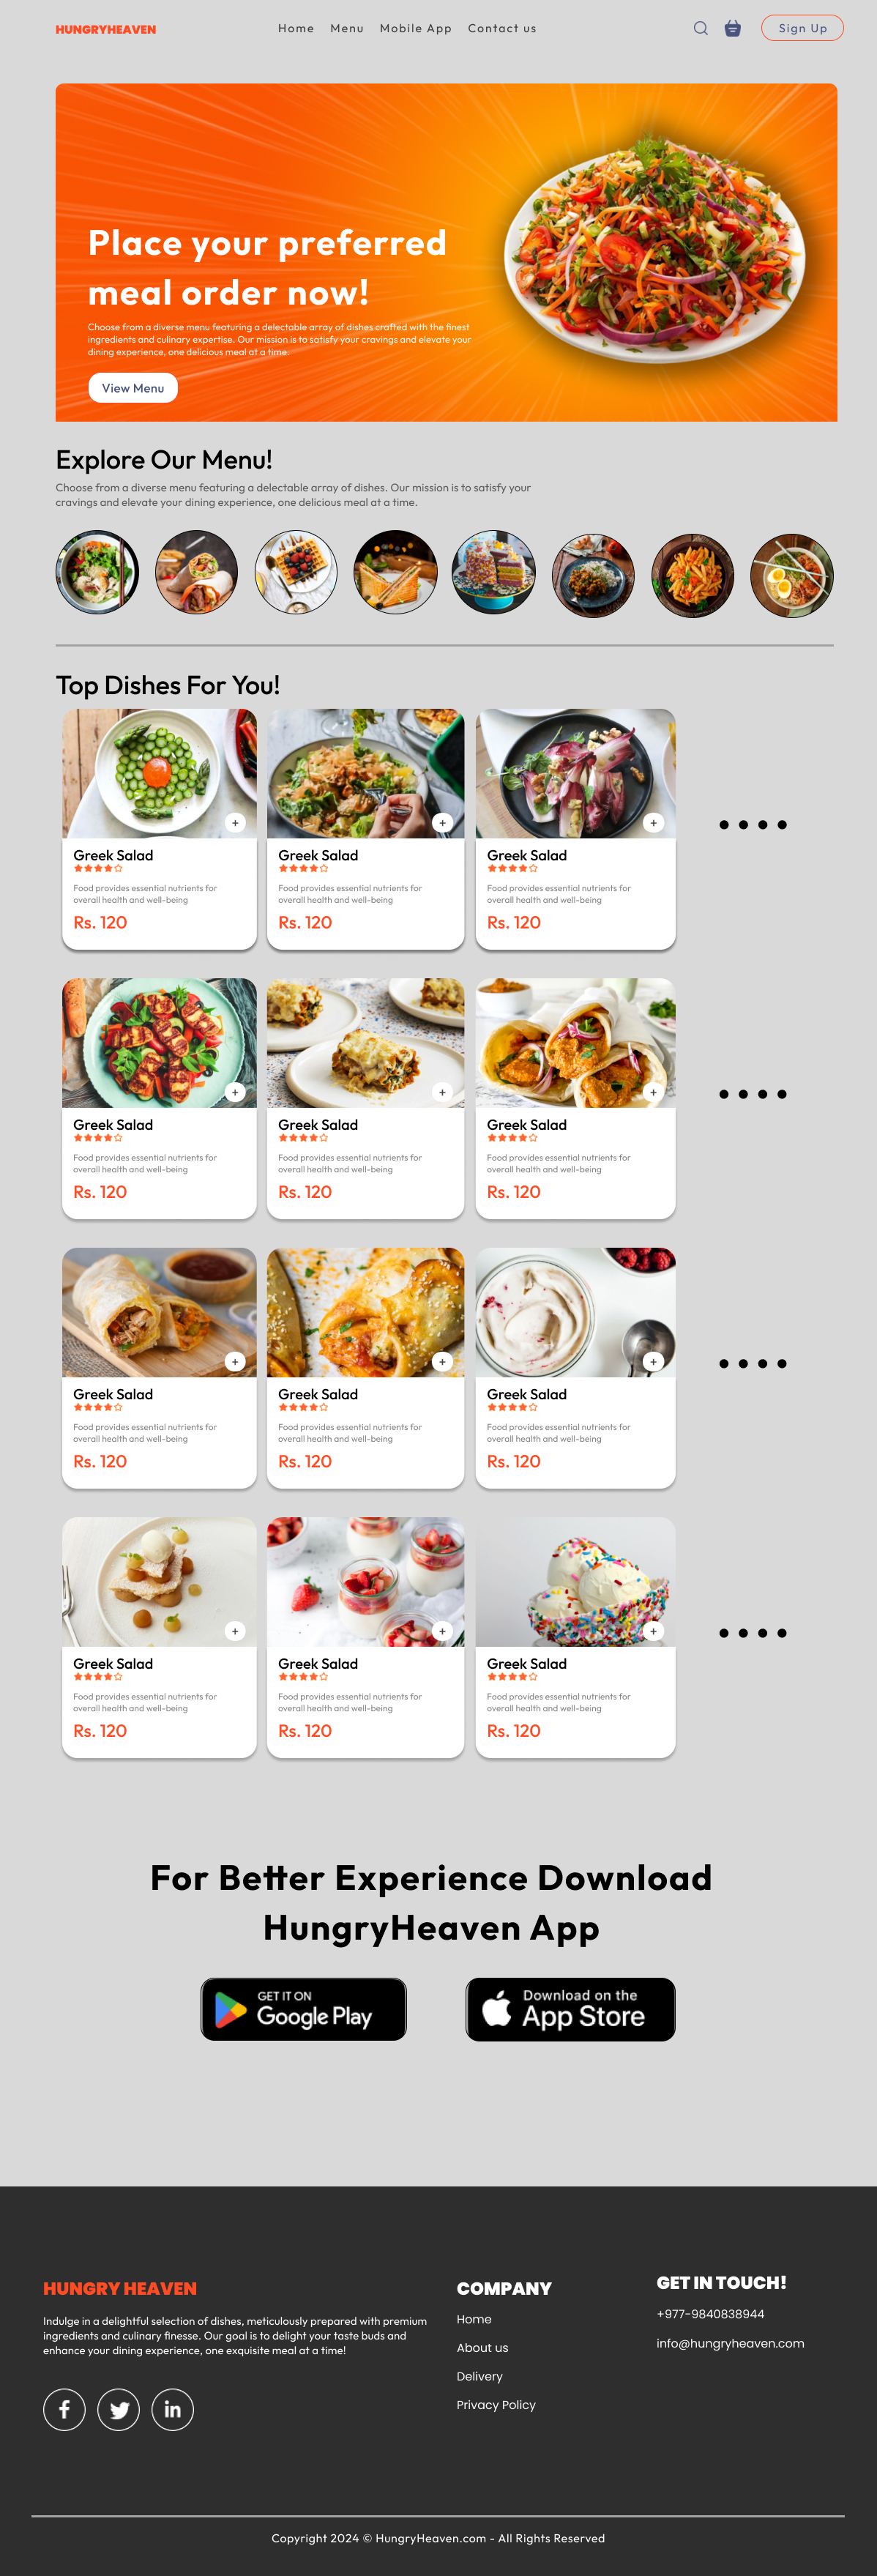 HUNGRYHEAVEN
Home Menu Mobile App Contact us
Sign Up
Place your preferred
meal order now!
Choose from a diverse menu featuring a delectable array of dishes crafted with the finest
ingredients and culinary expertise. Our mission is to satisfy your cravings and elevate your
dining experience, one delicious meal at a time.
View Menu
Explore Our Menu!
Choose from a diverse menu featuring a delectable array of dishes. Our mission is to satisfy your
cravings and elevate your dining experience, one delicious meal at a time.
Top Dishes For You!
+ + +
Greek Salad Greek Salad Greek Salad
Food provides essential nutrients for Food provides essential nutrients for Food provides essential nutrients for
overall health and well-being overall health and well-being overall health and well-being
Rs. 120 Rs. 120 Rs. 120
+ + +
Greek Salad Greek Salad Greek Salad
Food provides essential nutrients for Food provides essential nutrients for Food provides essential nutrients for
overall health and well-being overall health and well-being overall health and well-being
Rs. 120 Rs. 120 Rs. 120
+ + +
Greek Salad Greek Salad Greek Salad
Food provides essential nutrients for Food provides essential nutrients for Food provides essential nutrients for
overall health and well-being overall health and well-being overall health and well-being
Rs. 120 Rs. 120 Rs. 120
+ + +
Greek Salad Greek Salad Greek Salad
Food provides essential nutrients for Food provides essential nutrients for Food provides essential nutrients for
overall health and well-being overall health and well-being overall health and well-being
Rs. 120 Rs. 120 Rs. 120
For Better Experience Download
HungryHeaven App
GET IT ON
Google Play
Download on the
App Store
HUNGRY HEAVEN
Indulge in a delightful selection of dishes, meticulously prepared with premium
ingredients and culinary finesse. Our goal is to delight your taste buds and
enhance your dining experience, one exquisite meal at a time!
f in
COMPANY
Home
About us
Delivery
Privacy Policy
GET IN TOUCH!
+977-9840838944
info@hungryheaven.com
Copyright 2024 © HungryHeaven.com - All Rights Reserved